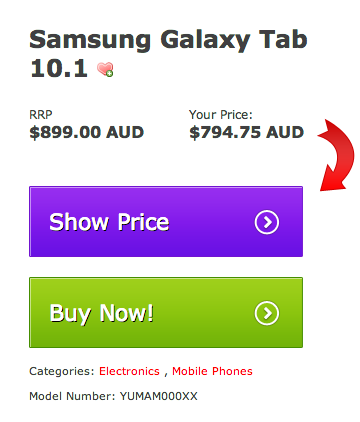 Samsung Galaxy Tab
10.1
RRP
$899.00 AUD
Your Price:
$794.75 AUD
Show Price
Buy Now!
Categories: Electronics , Mobile Phones
Model Number: YUMAM000XX